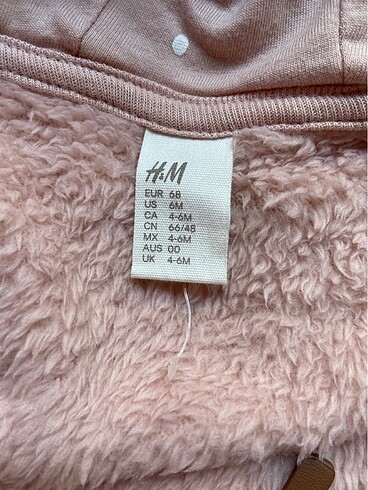 H&M
EUR 68
US 6M
CA 4-6M
CN 66/48
MX 4-6M
AUS 00
UK 4-6M